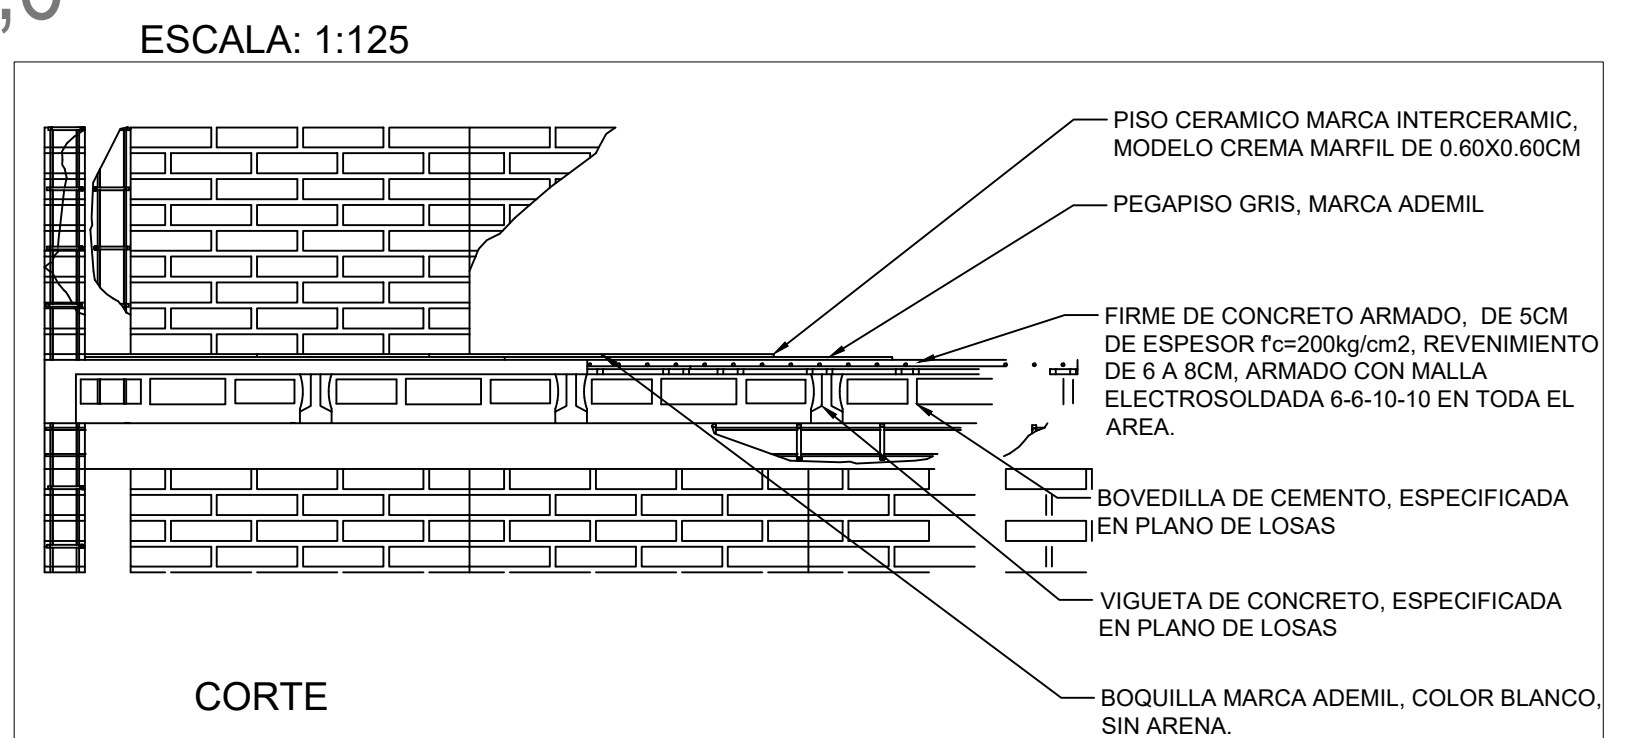 ESCALA: 1:125
PISO CERAMICO MARCA INTERCERAMIC,
MODELO CREMA MARFIL DE 0.60X0.60CM
PEGAPISO GRIS, MARCA ADEMIL
FIRME DE CONCRETO ARMADO, DE 5CM
DE ESPESOR f'c=200kg/cm2, REVENIMIENTO
DE 6 A 8CM, ARMADO CON MALLA
ELECTROSOLDADA 6-6-10-10 EN TODA EL
AREA.
BOVEDILLA DE CEMENTO, ESPECIFICADA
EN PLANO DE LOSAS
VIGUETA DE CONCRETO, ESPECIFICADA
EN PLANO DE LOSAS
BOQUILLA MARCA ADEMIL, COLOR BLANCO,
SIN ARENA.
CORTE